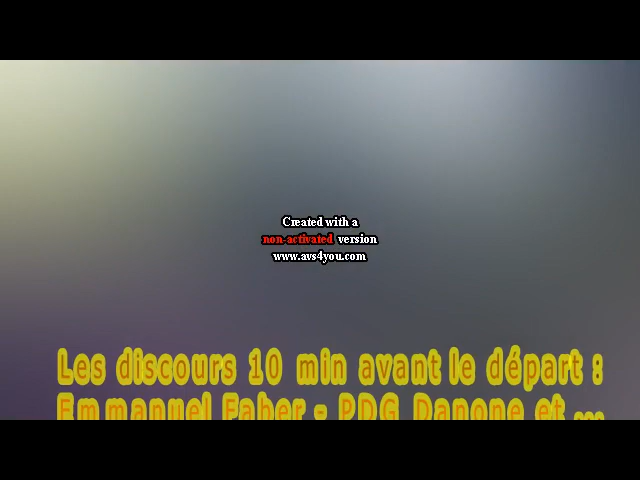 Created with a
non-activated version
www.avs4you.com
Les discours 10 min avant le départ :
Emmanuel Faber - PDG Danone et ...